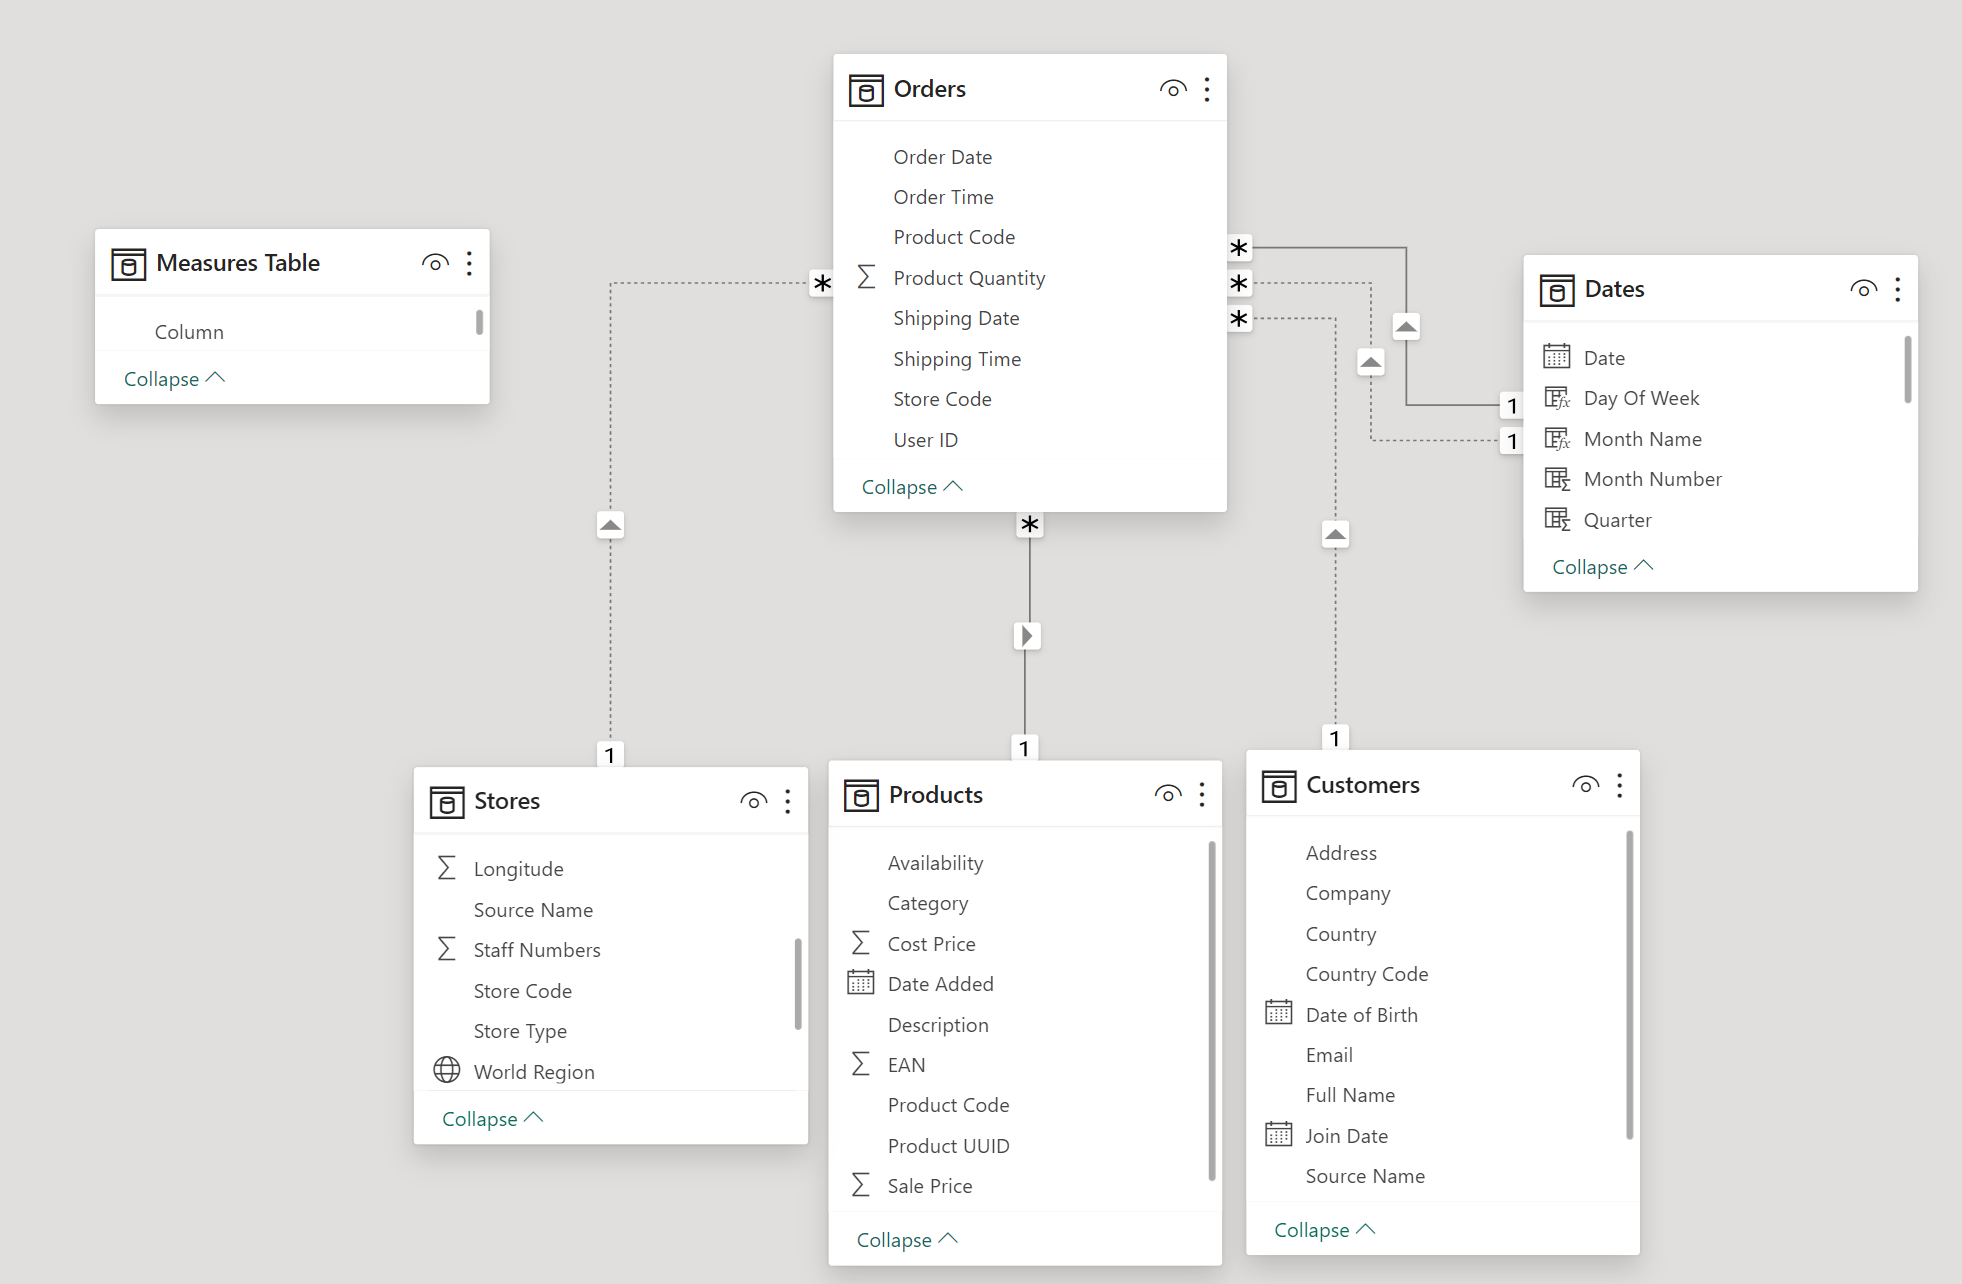 Orders
Order Date
Order Time
Product Code
Product Quantity
Shipping Date
Shipping Time
Store Code
User ID
Collapse
Measures Table
Column
Collapse
Dates
Date
Day Of Week
Month Name
Month Number
Quarter
Collapse
*
*
*
*
*
1
1
1
1
1
Stores
Longitude
Source Name
Staff Numbers
Store Code
Store Type
World Region
Collapse
Products
Availability
Category
Cost Price
Date Added
Description
EAN
Product Code
Product UUID
Sale Price
Collapse
Customers
Address
Company
Country
Country Code
Date of Birth
Email
Full Name
Join Date
Source Name
Collapse